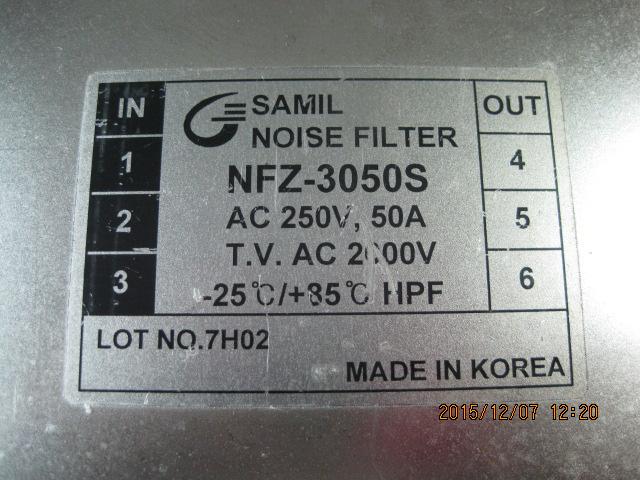 IN
1
2
3
SAMIL
NOISE FILTER
NFZ-3050S
AC 250V, 50A
T.V. AC 2000V
-25℃/+85℃ HPF
OUT
4
5
6
LOT NO.7H02
MADE IN KOREA
2015/12/07 12:20